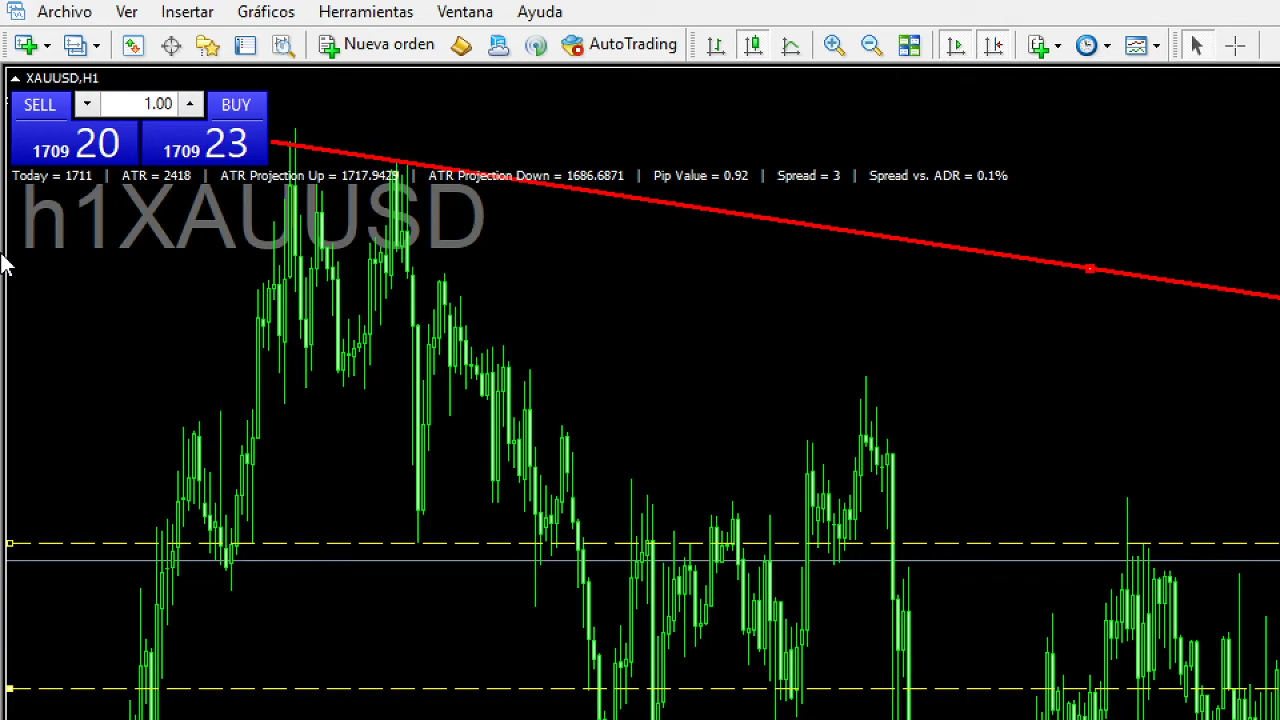 Archivo Ver Insertar Gráficos Herramientas Ventana Ayuda
Nueva orden AutoTrading
XAUUSD,H1
SELL 1.00 BUY
1709 20 1709 23
Today = 1711 | ATR = 2418 | ATR Projection Up = 1717.9429 | ATR Projection Down = 1686.6871 | Pip Value = 0.92 | Spread = 3 | Spread vs. ADR = 0.1%
h1XAUUSD